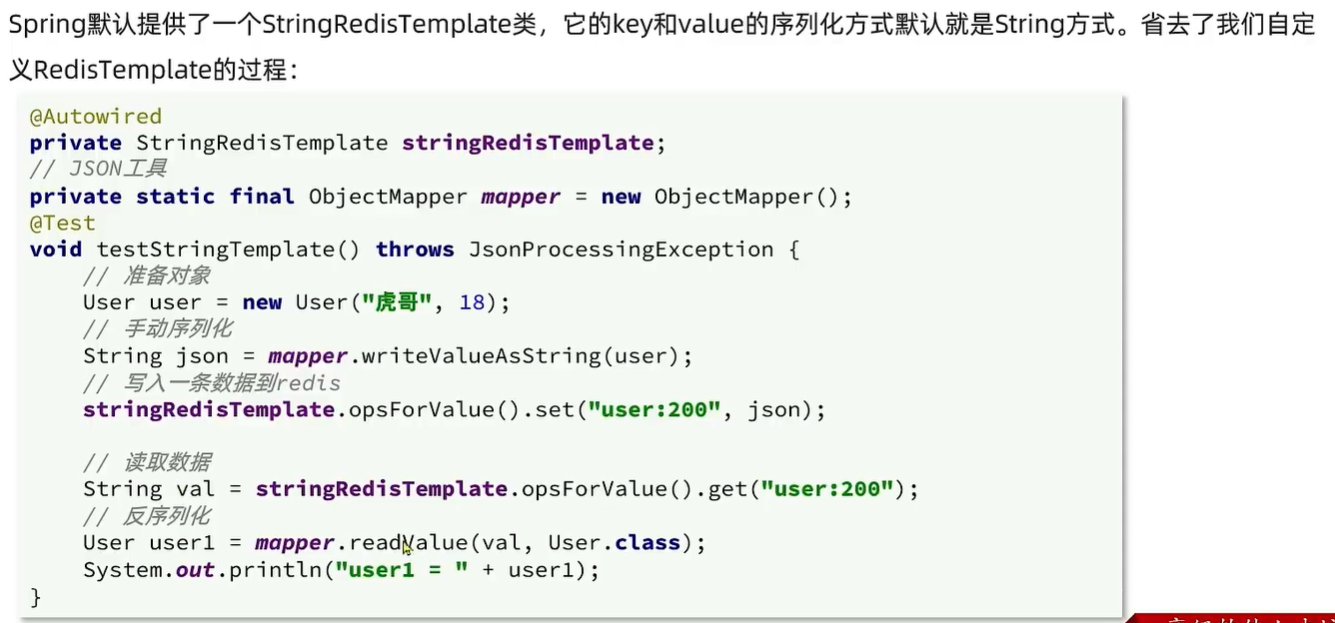 Spring默认提供了一个StringRedisTemplate类，它的key和value的序列化方式默认就是String方式。省去了我们自定
义RedisTemplate的过程：
@Autowired
private StringRedisTemplate stringRedisTemplate;
// JSON工具
private static final ObjectMapper mapper = new ObjectMapper();
@Test
void testStringTemplate() throws JsonProcessingException {
    // 准备对象
    User user = new User("虎哥", 18);
    // 手动序列化
    String json = mapper.writeValueAsString(user);
    // 写入一条数据到redis
    stringRedisTemplate.opsForValue().set("user:200", json);
    // 读取数据
    String val = stringRedisTemplate.opsForValue().get("user:200");
    // 反序列化
    User user1 = mapper.readValue(val, User.class);
    System.out.println("user1 = " + user1);
}